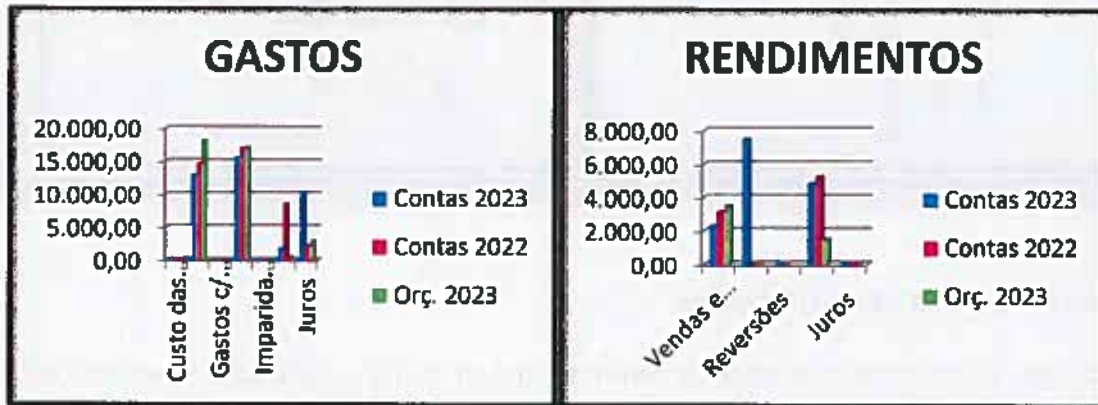 GASTOS
20.000,00
15.000,00
10.000,00
5.000,00
0,00
Custo das...
Gastos c/...
Imparida...
Juros
Contas 2023
Contas 2022
Orç. 2023
RENDIMENTOS
8.000,00
6.000,00
4.000,00
2.000,00
0,00
Vendas e...
Reversões
Juros
Contas 2023
Contas 2022
Orç. 2023